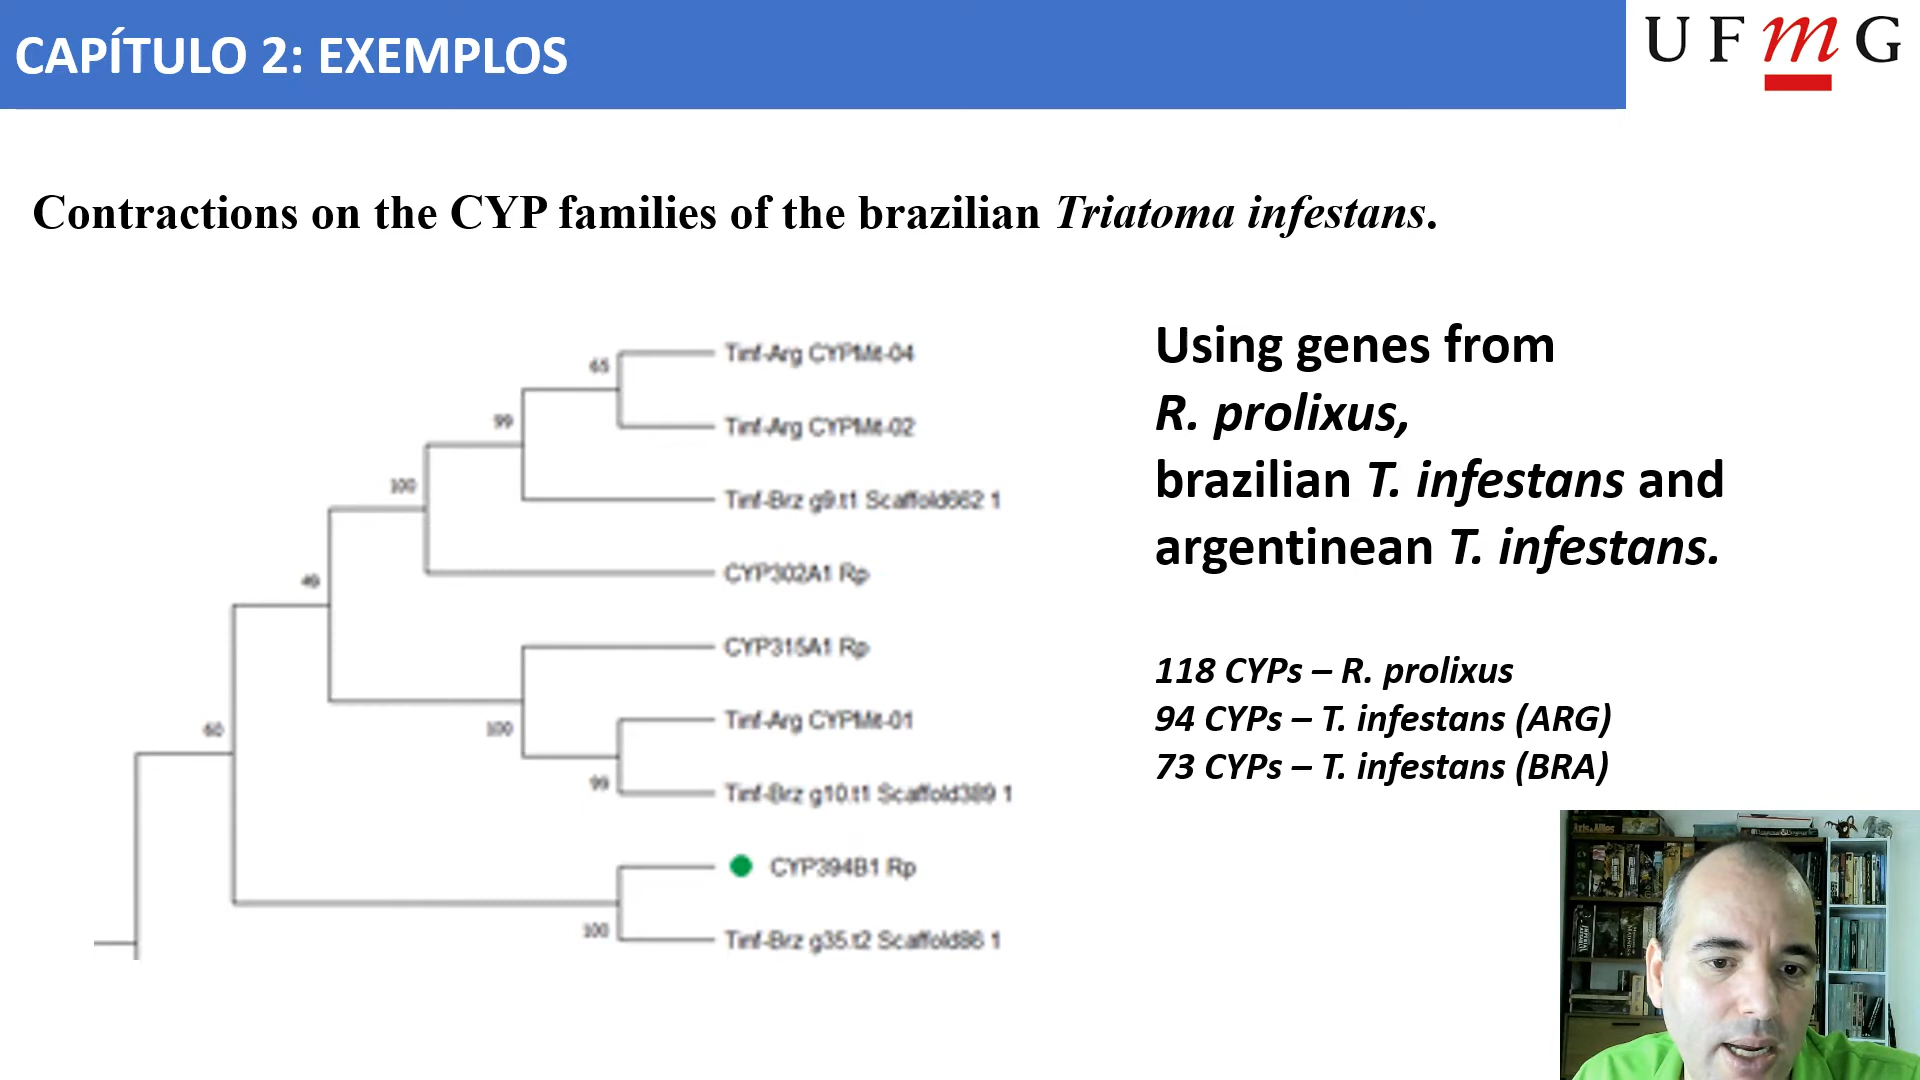 CAPÍTULO 2: EXEMPLOS
UFmG
Contractions on the CYP families of the brazilian Triatoma infestans.
65
Tinf-Arg CYPMit-04
99
Tinf-Arg CYPMit-02
100
Tinf-Brz g9.t1 Scaffold662 1
49
CYP302A1 Rp
CYP315A1 Rp
60
100
Tinf-Arg CYPMit-01
99
Tinf-Brz g10.t1 Scaffold389 1
CYP394B1 Rp
100
Tinf-Brz g35.t2 Scaffold86 1
Using genes from
R. prolixus,
brazilian T. infestans and
argentinean T. infestans.
118 CYPs – R. prolixus
94 CYPs – T. infestans (ARG)
73 CYPs – T. infestans (BRA)
Axis & Allies